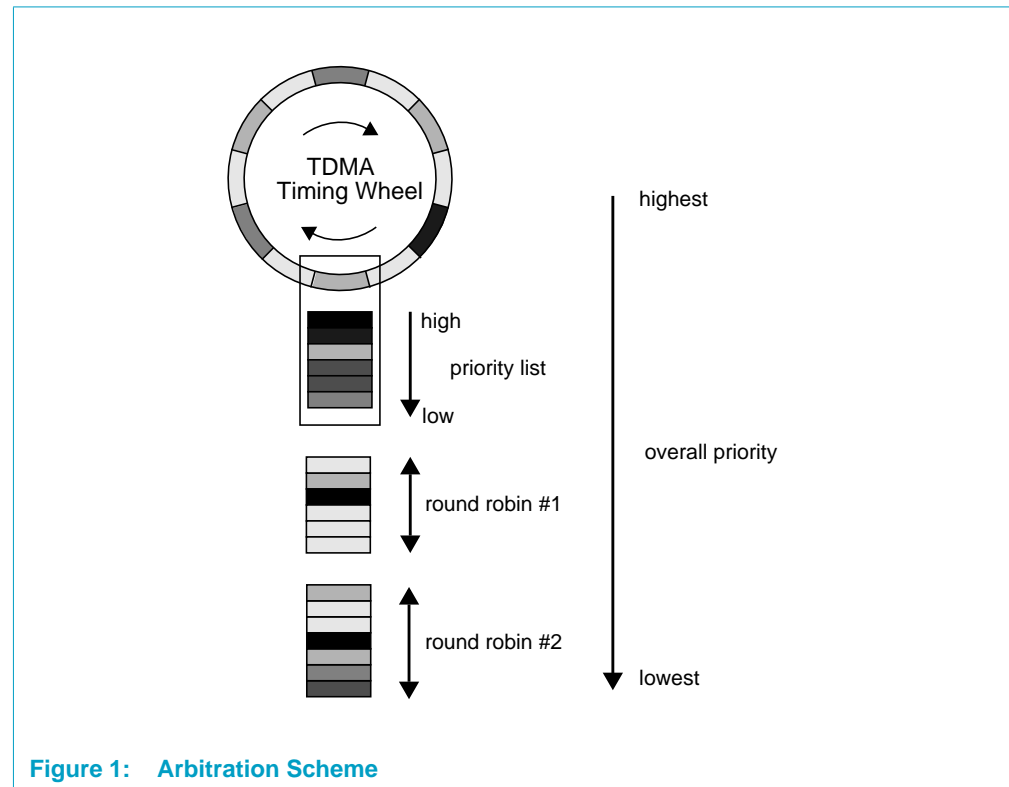 TDMA
Timing Wheel
highest
high
priority list
low
overall priority
round robin #1
round robin #2
lowest
Figure 1: Arbitration Scheme